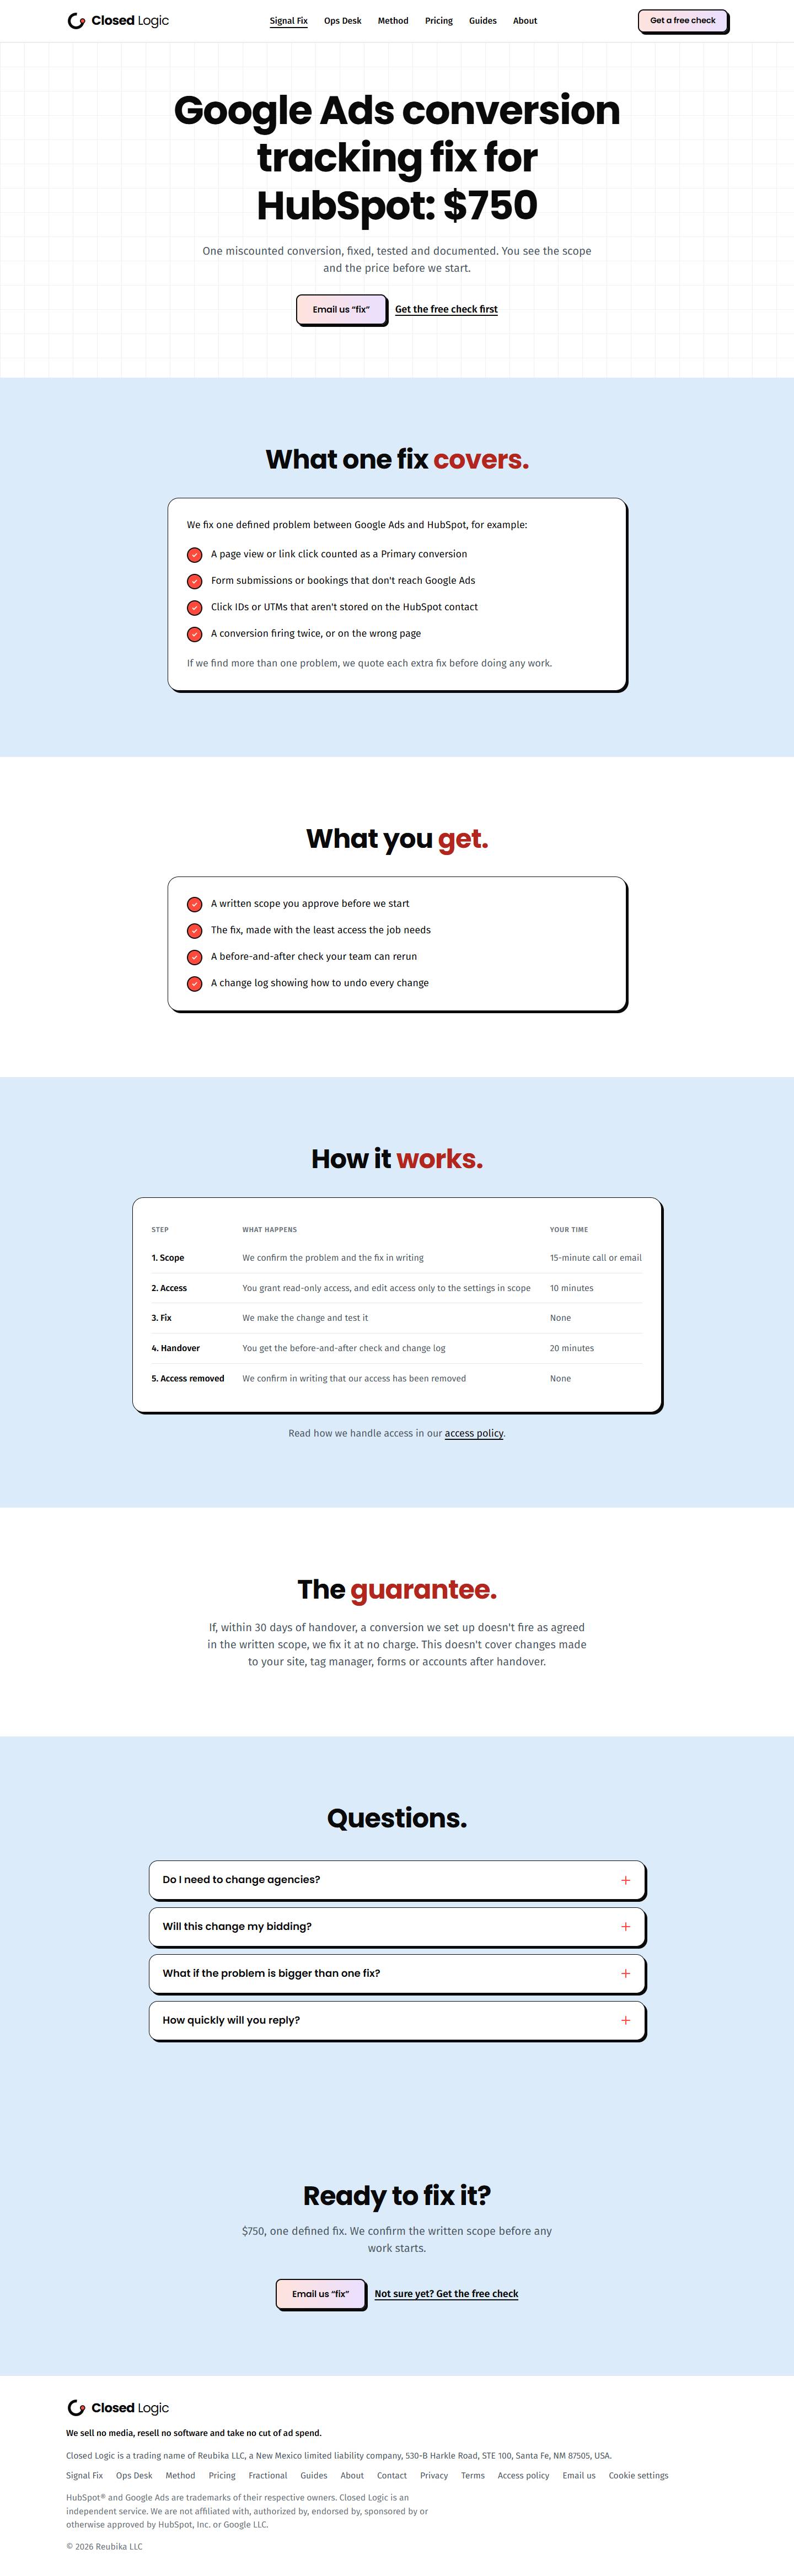 Closed Logic
Signal Fix
Ops Desk
Method
Pricing
Guides
About
Get a free check
Google Ads conversion
tracking fix for
HubSpot: $750
One miscounted conversion, fixed, tested and documented. You see the scope
and the price before we start.
Email us “fix”
Get the free check first
What one fix covers.
We fix one defined problem between Google Ads and HubSpot, for example:
A page view or link click counted as a Primary conversion
Form submissions or bookings that don't reach Google Ads
Click IDs or UTMs that aren't stored on the HubSpot contact
A conversion firing twice, or on the wrong page
If we find more than one problem, we quote each extra fix before doing any work.
What you get.
A written scope you approve before we start
The fix, made with the least access the job needs
A before-and-after check your team can rerun
A change log showing how to undo every change
How it works.
STEP WHAT HAPPENS YOUR TIME
1. Scope We confirm the problem and the fix in writing 15-minute call or email
2. Access You grant read-only access, and edit access only to the settings in scope 10 minutes
3. Fix We make the change and test it None
4. Handover You get the before-and-after check and change log 20 minutes
5. Access removed We confirm in writing that our access has been removed None
Read how we handle access in our access policy.
The guarantee.
If, within 30 days of handover, a conversion we set up doesn't fire as agreed
in the written scope, we fix it at no charge. This doesn't cover changes made
to your site, tag manager, forms or accounts after handover.
Questions.
Do I need to change agencies?
Will this change my bidding?
What if the problem is bigger than one fix?
How quickly will you reply?
Ready to fix it?
$750, one defined fix. We confirm the written scope before any
work starts.
Email us “fix”
Not sure yet? Get the free check
Closed Logic
We sell no media, resell no software and take no cut of ad spend.
Closed Logic is a trading name of Reubika LLC, a New Mexico limited liability company, 530-B Harkle Road, STE 100, Santa Fe, NM 87505, USA.
Signal Fix Ops Desk Method Pricing Fractional Guides About Contact Privacy Terms Access policy Email us Cookie settings
HubSpot® and Google Ads are trademarks of their respective owners. Closed Logic is an
independent service. We are not affiliated with, authorized by, endorsed by, sponsored by or
otherwise approved by HubSpot, Inc. or Google LLC.
© 2026 Reubika LLC